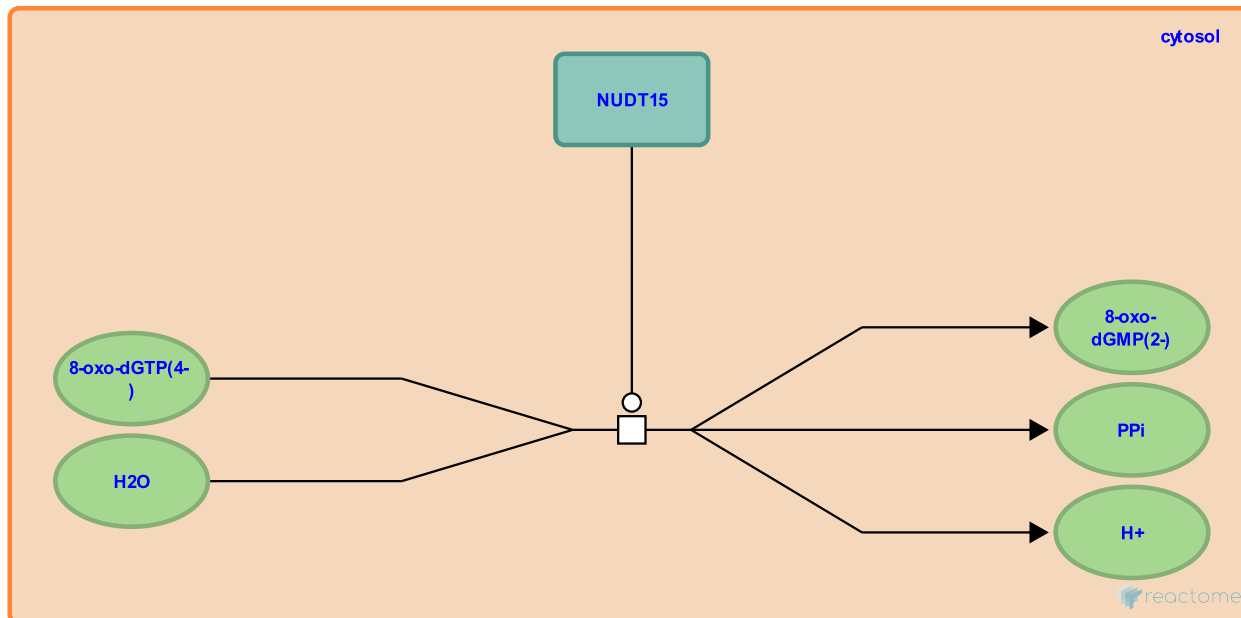 cytosol
NUDT15
8-oxo-
dGMP(2-)
8-oxo-dGTP(4-
)
PPi
H2O
H+
reactome